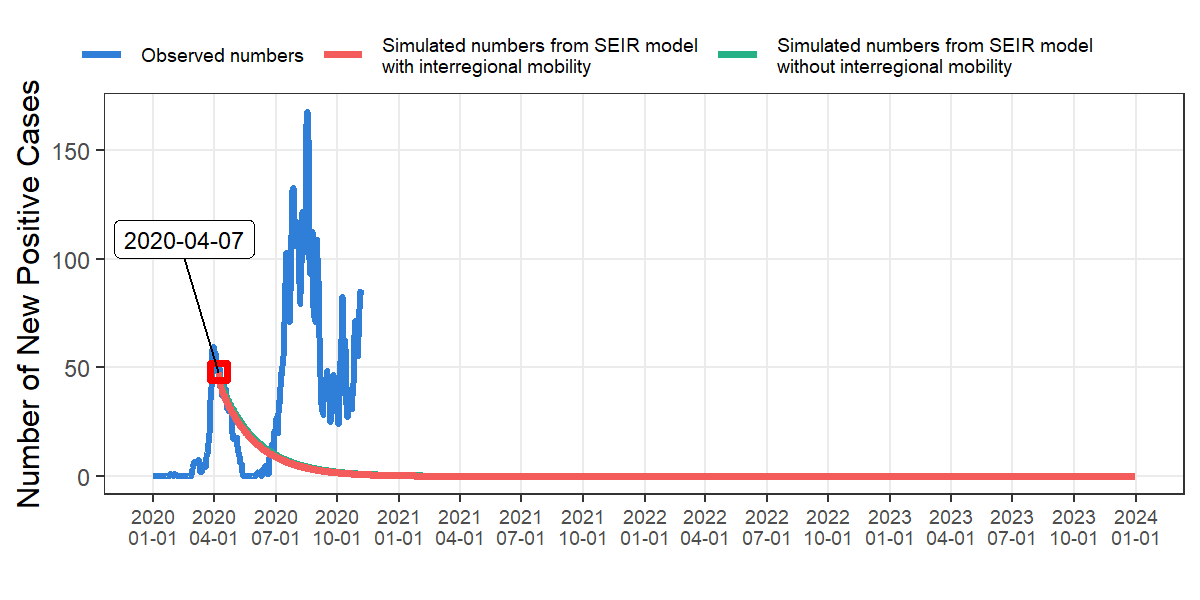 Observed numbers
Simulated numbers from SEIR model
with interregional mobility
Simulated numbers from SEIR model
without interregional mobility
Number of New Positive Cases
150
100
50
0
2020-04-07
2020 2020 2020 2020 2021 2021 2021 2021 2022 2022 2022 2022 2023 2023 2023 2023 2024
01-01 04-01 07-01 10-01 01-01 04-01 07-01 10-01 01-01 04-01 07-01 10-01 01-01 04-01 07-01 10-01 01-01